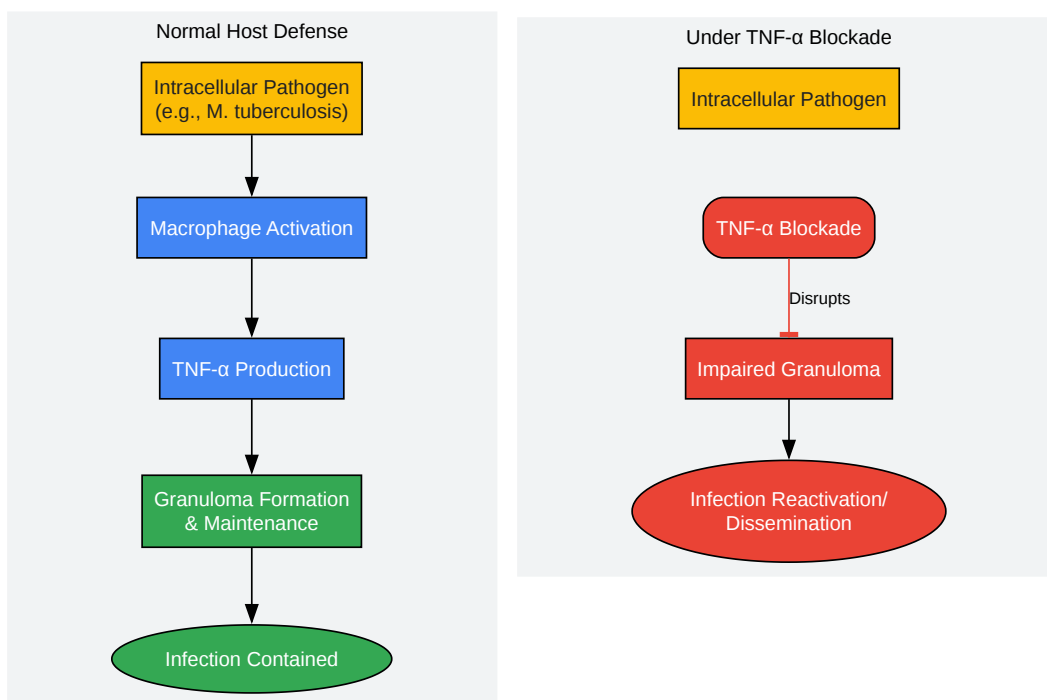 Normal Host Defense
Intracellular Pathogen
(e.g., M. tuberculosis)
Macrophage Activation
TNF-α Production
Granuloma Formation
& Maintenance
Infection Contained
Under TNF-α Blockade
Intracellular Pathogen
TNF-α Blockade
Disrupts
Impaired Granuloma
Infection Reactivation/
Dissemination